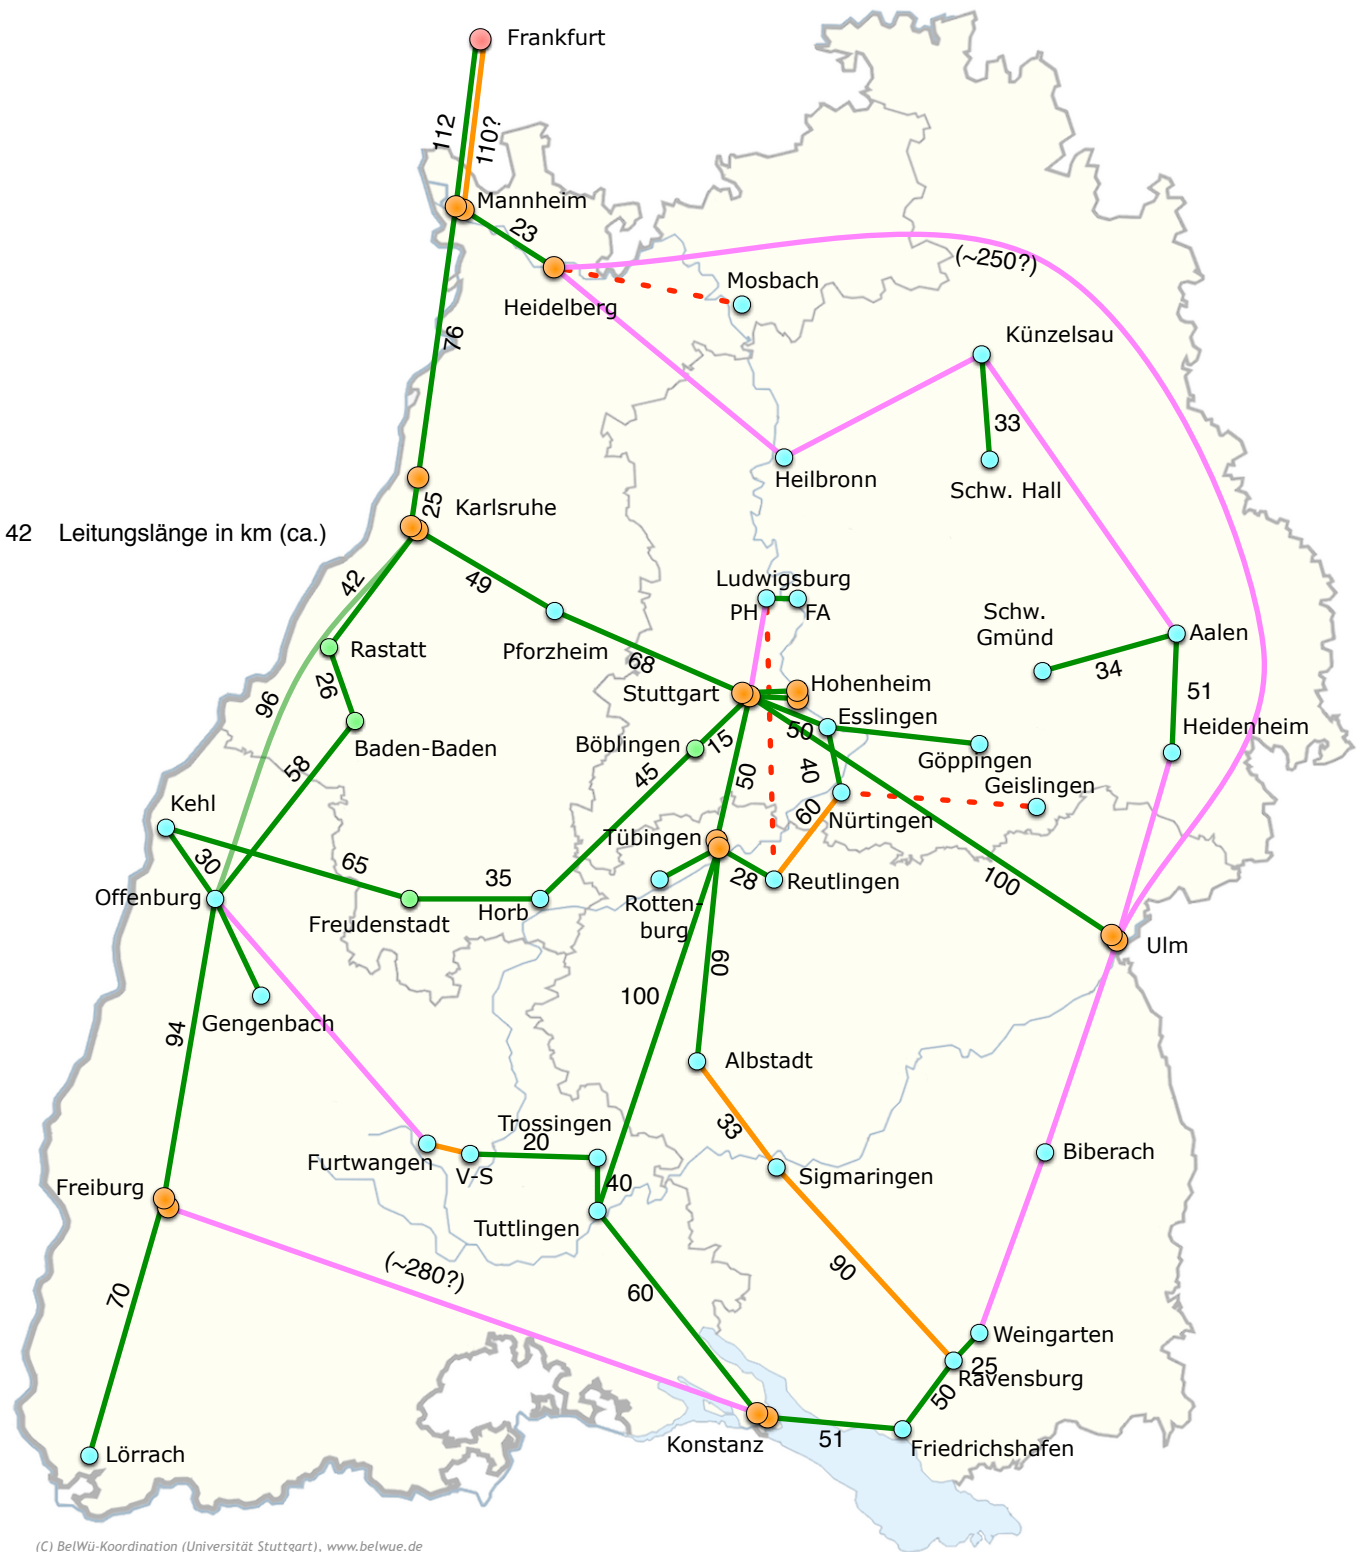 Frankfurt
112
110?
Mannheim
23
(~250?)
Mosbach
Heidelberg
76
Künzelsau
33
Heilbronn
Schw. Hall
25
Karlsruhe
42 Leitungslänge in km (ca.)
42
49
Ludwigsburg
PH
FA
Schw.
Gmünd
Aalen
Rastatt
Pforzheim
68
34
26
Stuttgart
Hohenheim
51
96
Esslingen
50
Heidenheim
Baden-Baden
Böblingen
15
Göppingen
58
45
50
40
Geislingen
Kehl
60
Nürtingen
Tübingen
30
65
35
28
Reutlingen
100
Offenburg
Freudenstadt
Horb
Rotten-
burg
Ulm
60
100
94
Gengenbach
Albstadt
Trossingen
33
20
Furtwangen
V-S
Biberach
Freiburg
40
Sigmaringen
Tuttlingen
(~280?)
90
70
60
Weingarten
25
Ravensburg
50
Konstanz
51
Friedrichshafen
Lörrach
(C) BelWü-Koordination (Universität Stuttgart), www.belwue.de